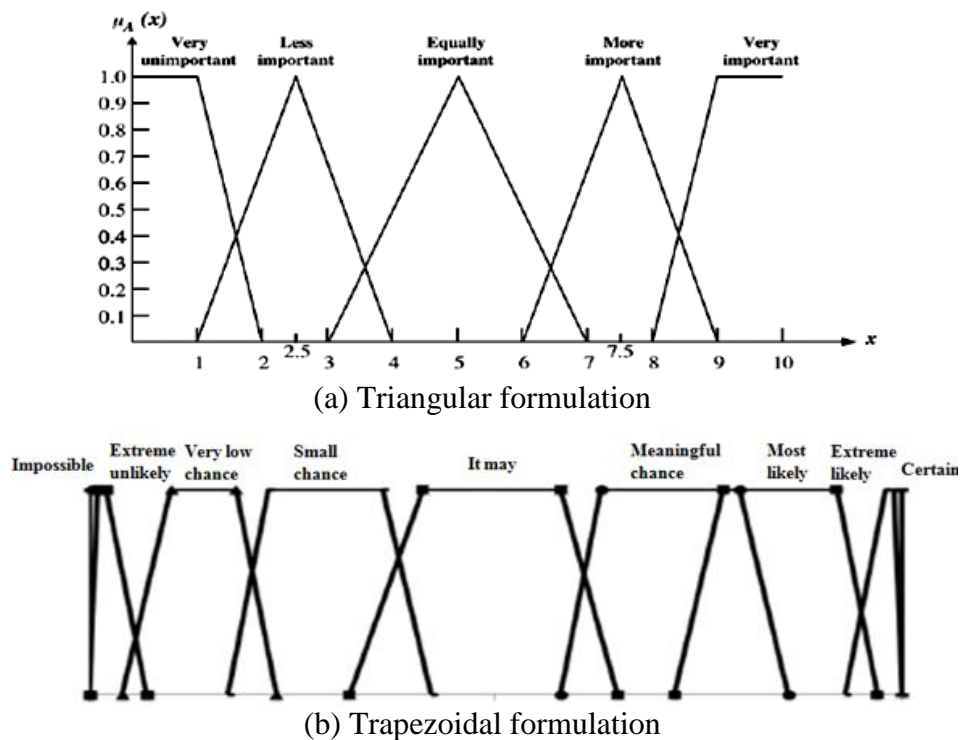 μ_A (x)
Very unimportant
Less important
Equally important
More important
Very important
1.0
0.9
0.8
0.7
0.6
0.5
0.4
0.3
0.2
0.1
1 2 2.5 3 4 5 6 7 7.5 8 9 10 x
(a) Triangular formulation
Impossible
Extreme unlikely
Very low chance
Small chance
It may
Meaningful chance
Most likely
Extreme likely
Certain
(b) Trapezoidal formulation